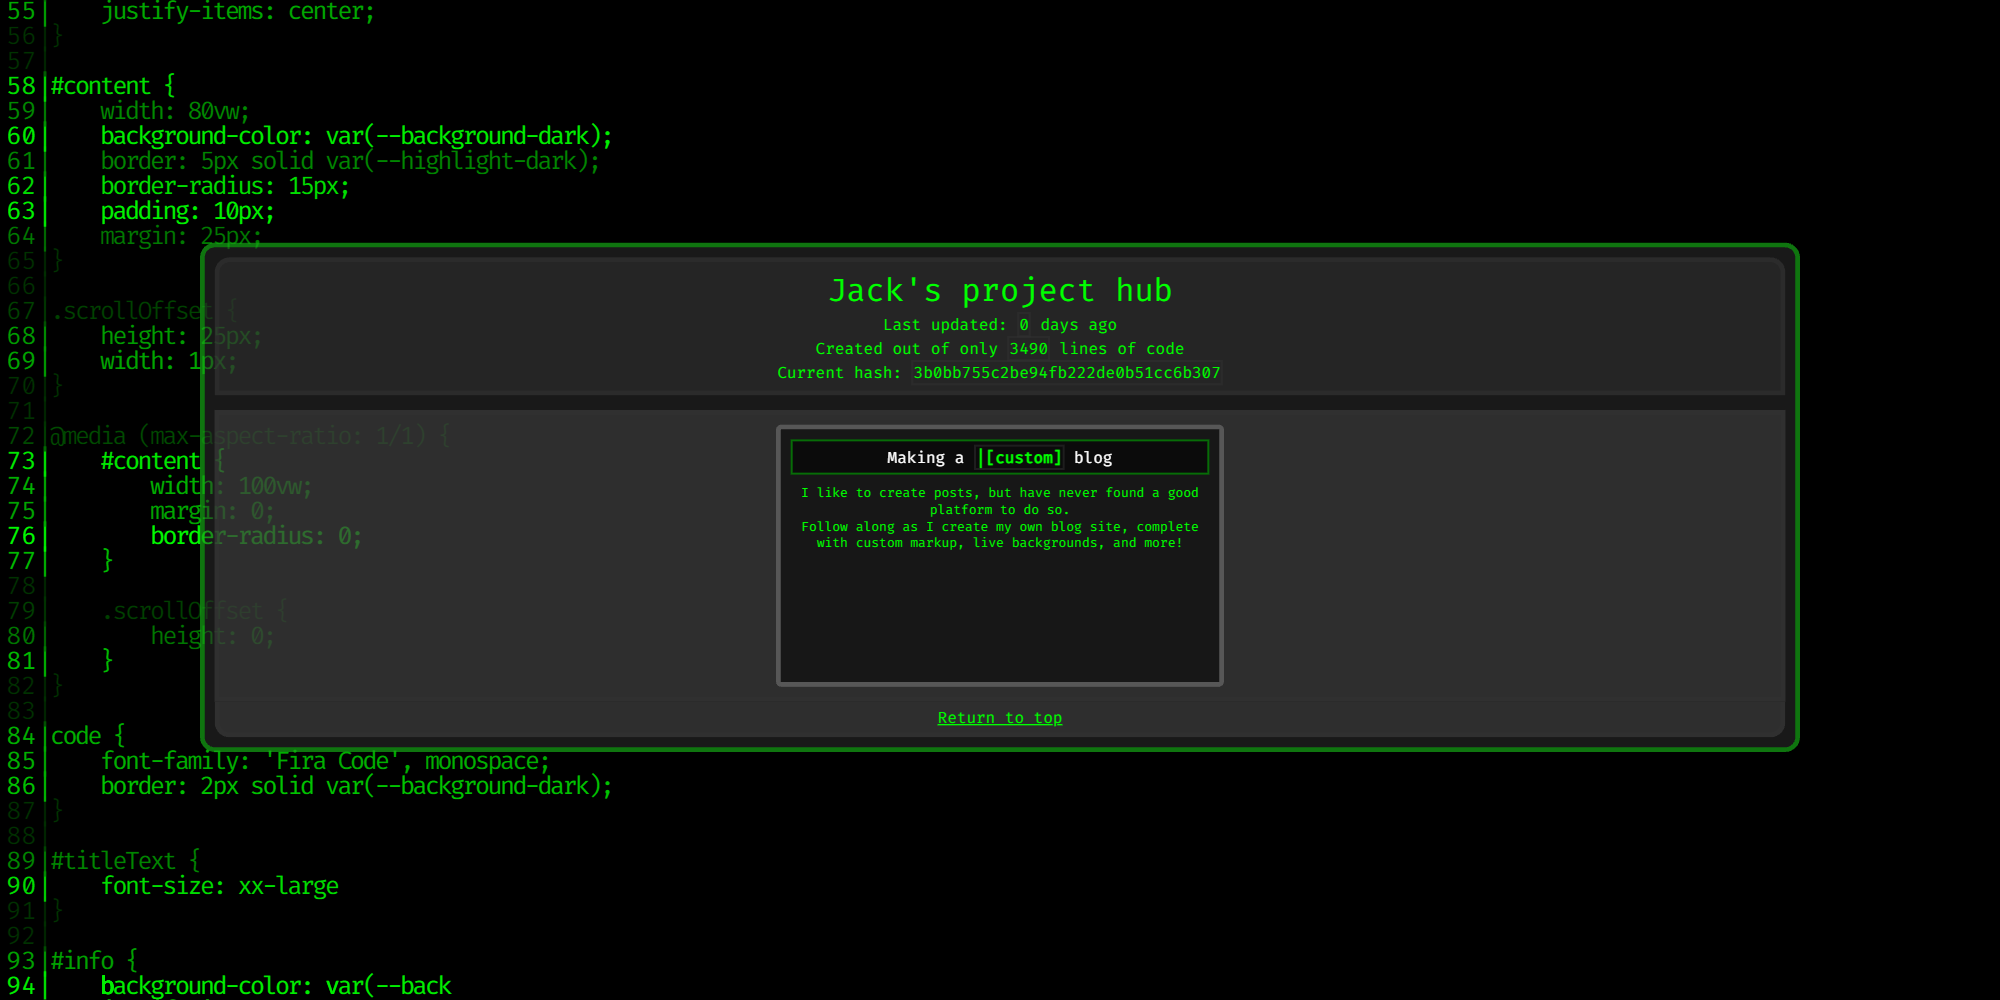 55 justify-items: center;
56 }
57
58 #content {
59 width: 80vw;
60 background-color: var(--background-dark);
61 border: 5px solid var(--highlight-dark);
62 border-radius: 15px;
63 padding: 10px;
64 margin: 25px;
65 }
66
67 .scrollOffset {
68 height: 25px;
69 width: 1px;
70 }
71
72 @media (max-aspect-ratio: 1/1) {
73 #content {
74 width: 100vw;
75 margin: 0;
76 border-radius: 0;
77 }
78
79 .scrollOffset {
80 height: 0;
81 }
82 }
83
84 code {
85 font-family: 'Fira Code', monospace;
86 border: 2px solid var(--background-dark);
87 }
88
89 #titleText {
90 font-size: xx-large
91 }
92
93 #info {
94 background-color: var(--back
Jack's project hub
Last updated: 0 days ago
Created out of only 3490 lines of code
Current hash: 3b0bb755c2be94fb222de0b51cc6b307
Making a |[custom] blog
I like to create posts, but have never found a good
platform to do so.
Follow along as I create my own blog site, complete
with custom markup, live backgrounds, and more!
Return to top